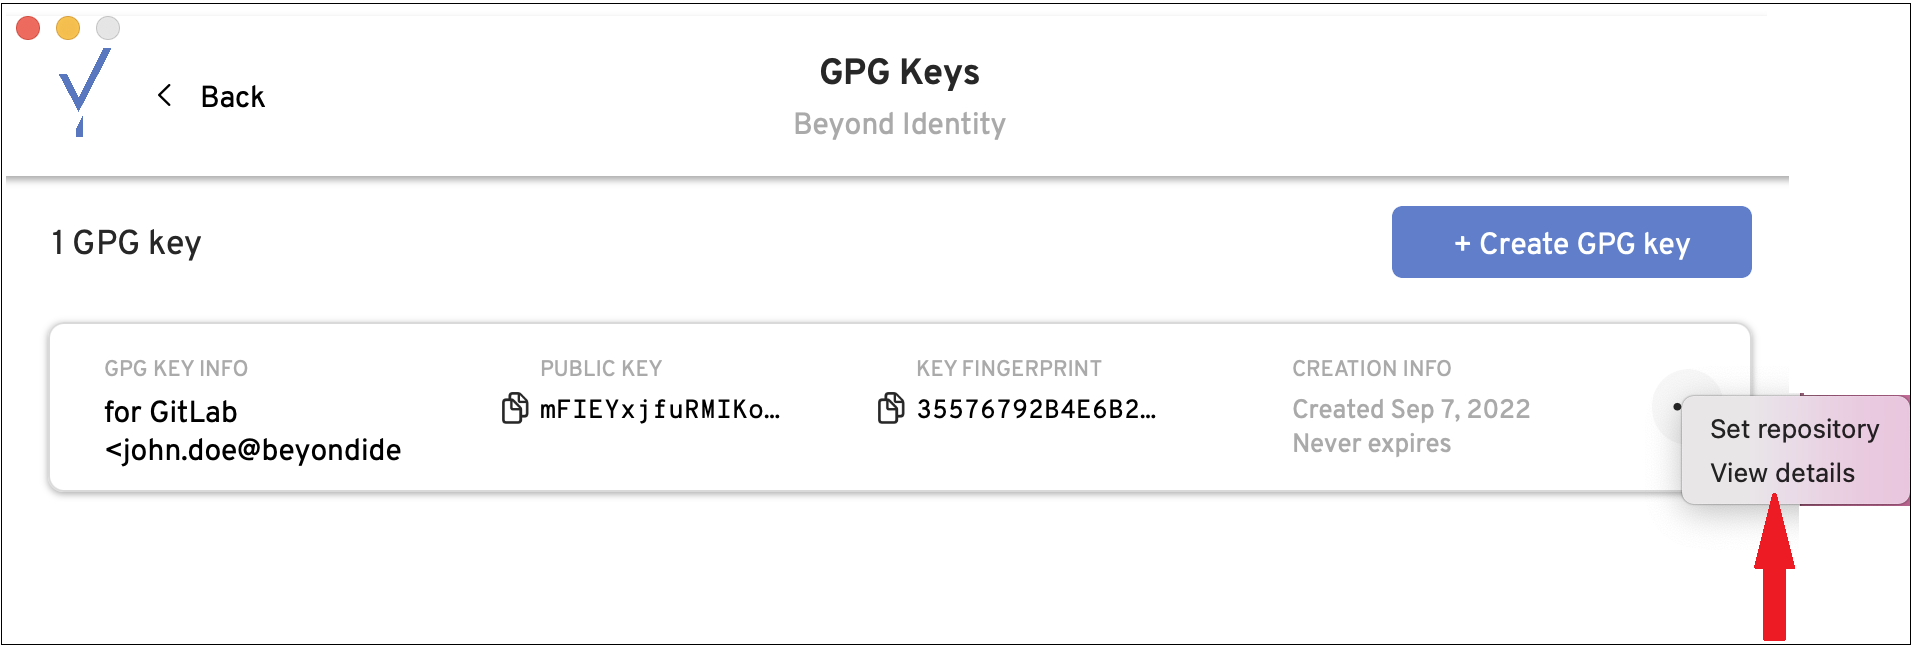 Back
GPG Keys
Beyond Identity
1 GPG key
+ Create GPG key
GPG KEY INFO
for GitLab
<john.doe@beyondide
PUBLIC KEY
mFIEYxjfuRMIKo…
KEY FINGERPRINT
35576792B4E6B2…
CREATION INFO
Created Sep 7, 2022
Never expires
Set repository
View details